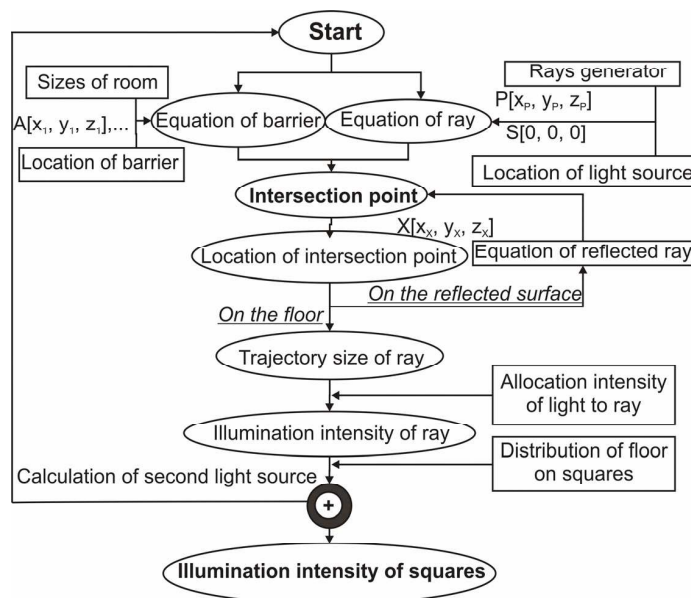 Start
Sizes of room
Rays generator
A[x₁, y₁, z₁],...
Equation of barrier
Equation of ray
P[xₚ, yₚ, zₚ]
S[0, 0, 0]
Location of barrier
Location of light source
Intersection point
X[xₓ, yₓ, zₓ]
Location of intersection point
Equation of reflected ray
On the reflected surface
On the floor
Trajectory size of ray
Allocation intensity
of light to ray
Illumination intensity of ray
Distribution of floor
on squares
Calculation of second light source
+
Illumination intensity of squares